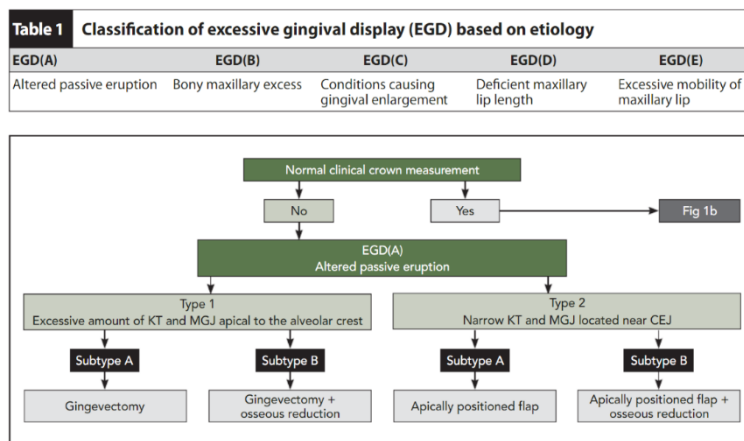 Table 1 Classification of excessive gingival display (EGD) based on etiology
EGD(A) EGD(B) EGD(C) EGD(D) EGD(E)
Altered passive eruption Bony maxillary excess Conditions causing Deficient maxillary Excessive mobility of
gingival enlargement lip length maxillary lip
Normal clinical crown measurement
No Yes Fig 1b
EGD(A)
Altered passive eruption
Type 1 Type 2
Excessive amount of KT and MGJ apical to the alveolar crest Narrow KT and MGJ located near CEJ
Subtype A Subtype B Subtype A Subtype B
Gingevectomy Gingevectomy + Apically positioned flap Apically positioned flap +
osseous reduction osseous reduction